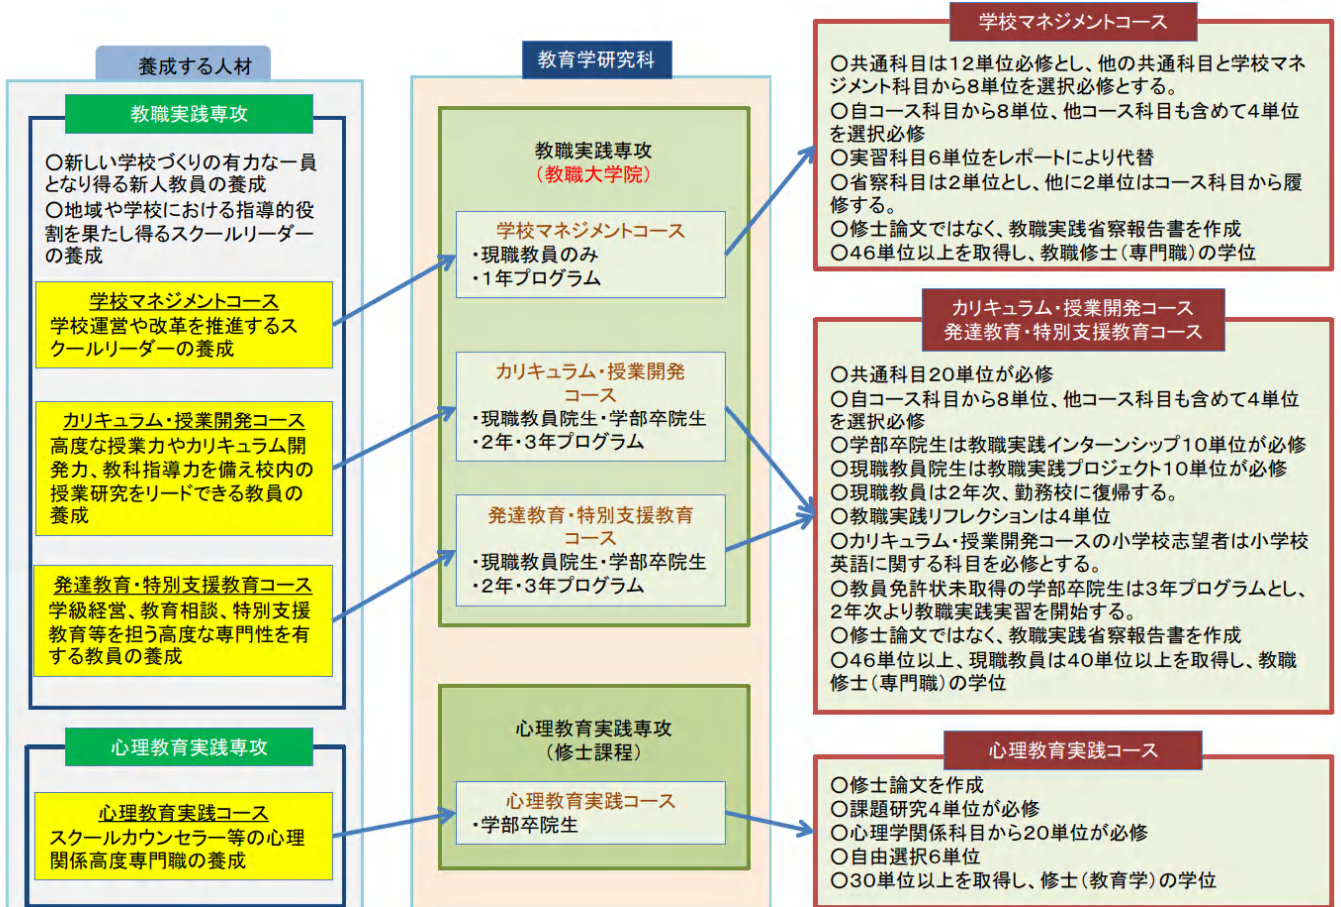 養成する人材
教職実践専攻
〇新しい学校づくりの有力な一員
となり得る新人教員の養成
〇地域や学校における指導的役
割を果たし得るスクールリーダー
の養成
学校マネジメントコース
学校運営や改革を推進するス
クールリーダーの養成
カリキュラム・授業開発コース
高度な授業力やカリキュラム開
発力、教科指導力を備え校内の
授業研究をリードできる教員の
養成
発達教育・特別支援教育コース
学級経営、教育相談、特別支援
教育等を担う高度な専門性を有
する教員の養成
心理教育実践専攻
心理教育実践コース
スクールカウンセラー等の心理
関係高度専門職の養成
教育学研究科
教職実践専攻
(教職大学院)
学校マネジメントコース
・現職教員のみ
・1年プログラム
カリキュラム・授業開発
コース
・現職教員院生・学部卒院生
・2年・3年プログラム
発達教育・特別支援教育
コース
・現職教員院生・学部卒院生
・2年・3年プログラム
心理教育実践専攻
(修士課程)
心理教育実践コース
・学部卒院生
学校マネジメントコース
〇共通科目は12単位必修とし、他の共通科目と学校マネ
ジメント科目から8単位を選択必修とする。
〇自コース科目から8単位、他コース科目も含めて4単位
を選択必修
〇実習科目6単位をレポートにより代替
〇省察科目は2単位とし、他に2単位はコース科目から履
修する。
〇修士論文ではなく、教職実践省察報告書を作成
〇46単位以上を取得し、教職修士(専門職)の学位
カリキュラム・授業開発コース
発達教育・特別支援教育コース
〇共通科目20単位が必修
〇自コース科目から8単位、他コース科目も含めて4単位
を選択必修
〇学部卒院生は教職実践インターンシップ10単位が必修
〇現職教員院生は教職実践プロジェクト10単位が必修
〇現職教員は2年次、勤務校に復帰する。
〇教職実践リフレクションは4単位
〇カリキュラム・授業開発コースの小学校志望者は小学校
英語に関する科目を必修とする。
〇教員免許状未取得の学部卒院生は3年プログラムとし、
2年次より教職実践実習を開始する。
〇修士論文ではなく、教職実践省察報告書を作成
〇46単位以上、現職教員は40単位以上を取得し、教職
修士(専門職)の学位
心理教育実践コース
〇修士論文を作成
〇課題研究4単位が必修
〇心理学関係科目から20単位が必修
〇自由選択6単位
〇30単位以上を取得し、修士(教育学)の学位